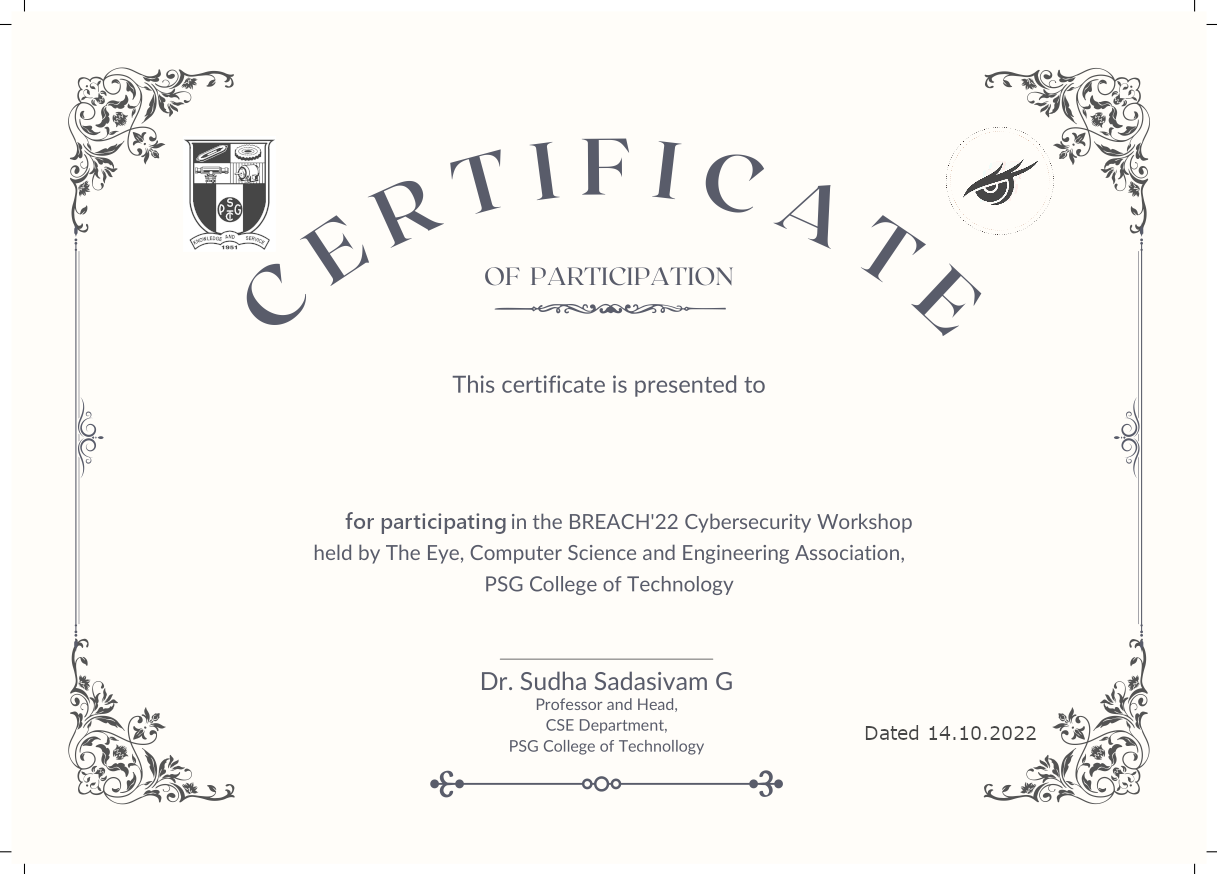 CERTIFICATE
PSG
TC
KNOWLEDGE AND SERVICE
1951
OF PARTICIPATION
This certificate is presented to
for participating in the BREACH'22 Cybersecurity Workshop
held by The Eye, Computer Science and Engineering Association,
PSG College of Technology
Dr. Sudha Sadasivam G
Professor and Head,
CSE Department,
PSG College of Technollogy
Dated 14.10.2022